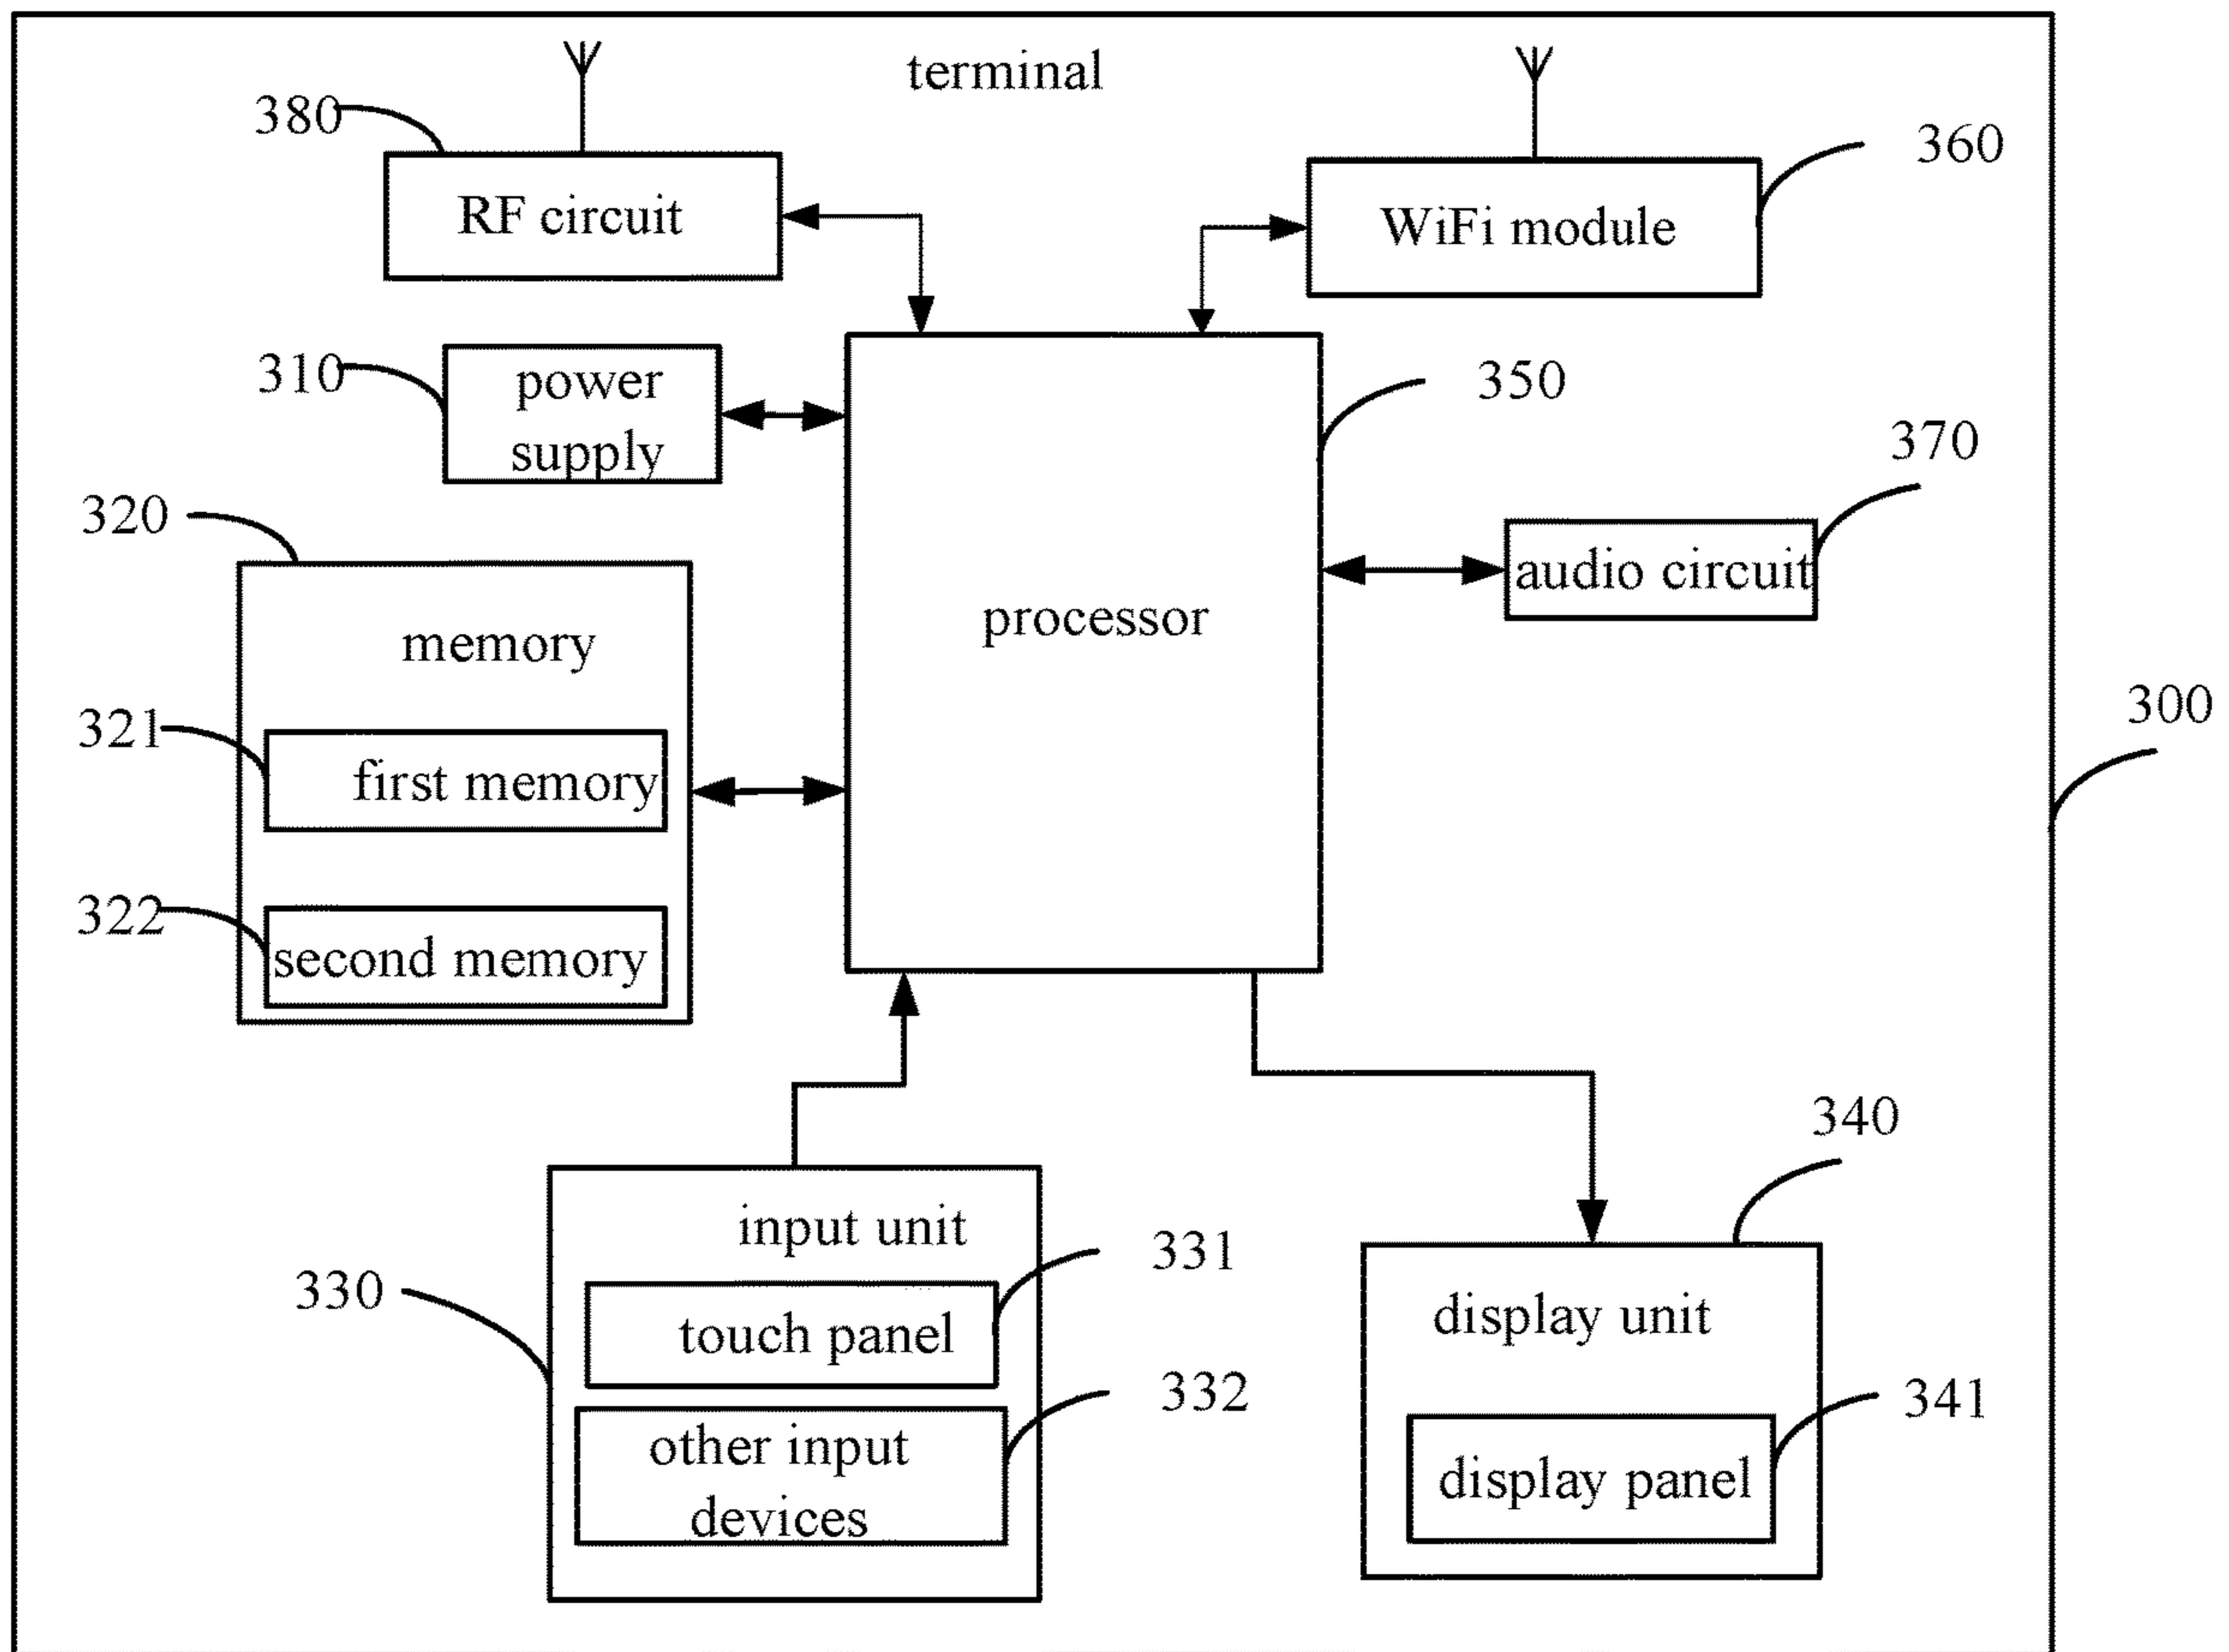 terminal
380
RF circuit
360
WiFi module
310
power
supply
350
370
audio circuit
320
memory
processor
321
first memory
300
322
second memory
340
input unit
331
330
touch panel
display unit
332
other input
devices
341
display panel